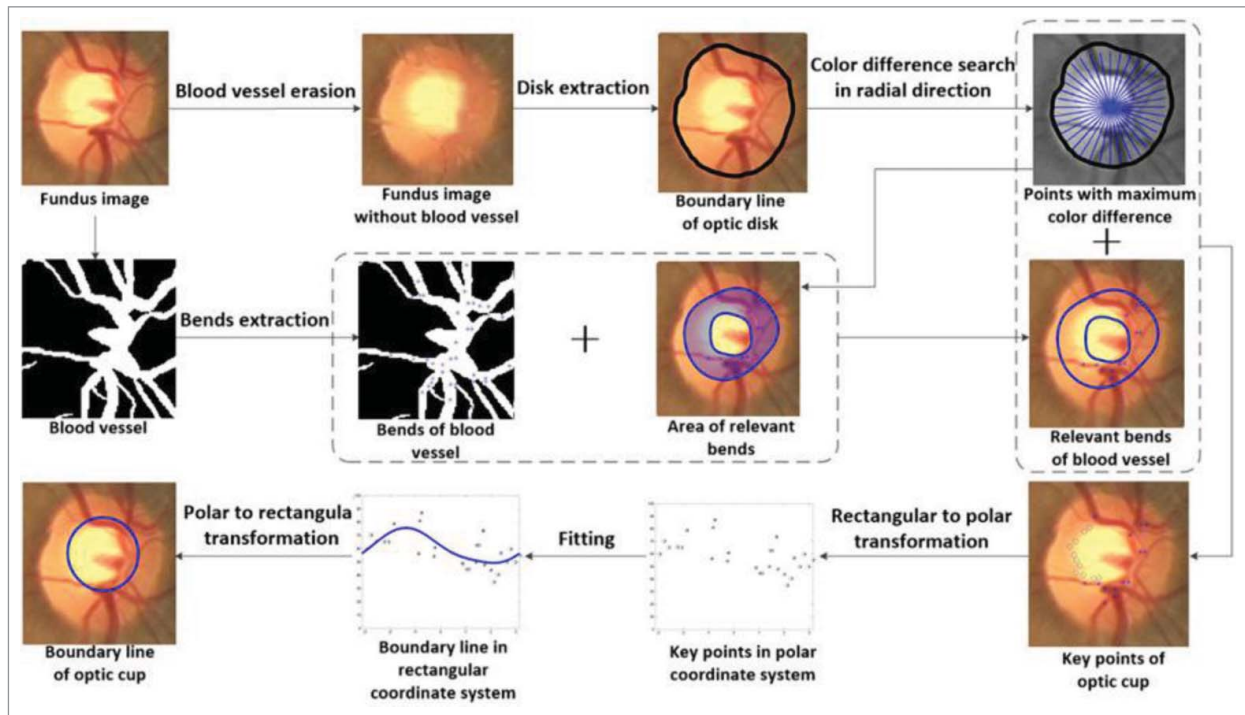 Blood vessel erasion
Disk extraction
Color difference search
in radial direction
Fundus image
Fundus image
without blood vessel
Boundary line
of optic disk
Points with maximum
color difference
+
Bends extraction
+
Blood vessel
Bends of blood
vessel
Area of relevant
bends
Relevant bends
of blood vessel
Polar to rectangula
transformation
Fitting
Rectangular to polar
transformation
Boundary line
of optic cup
Boundary line in
rectangular
coordinate system
Key points in polar
coordinate system
Key points of
optic cup